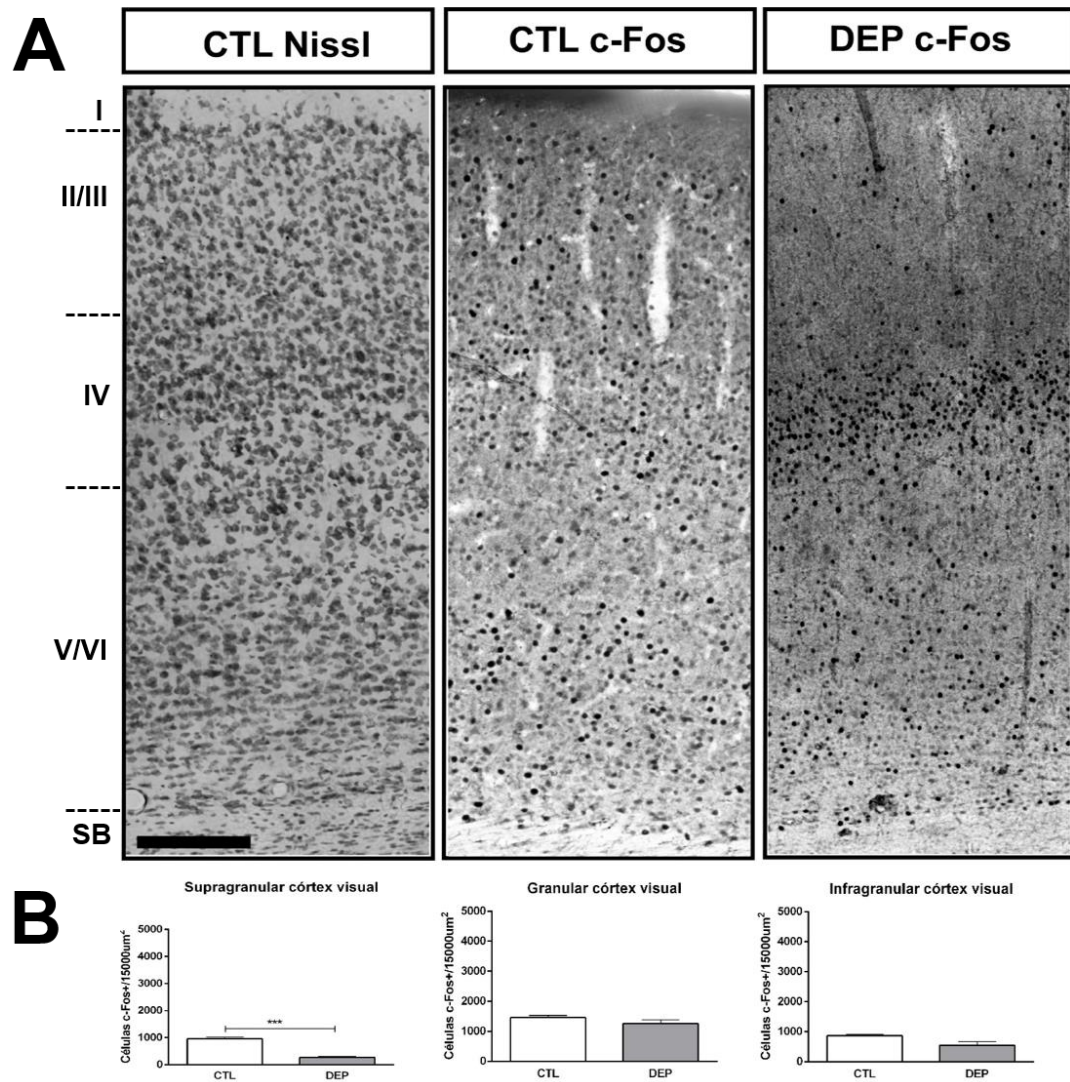 A
CTL Nissl
CTL c-Fos
DEP c-Fos
I
II/III
IV
V/VI
SB
B
Supragranular córtex visual
Células c-Fos+/15000um²
5000
4000
3000
2000
1000
0
***
CTL
DEP
Granular córtex visual
Células c-Fos+/15000um²
5000
4000
3000
2000
1000
0
CTL
DEP
Infragranular córtex visual
Células c-Fos+/15000um²
5000
4000
3000
2000
1000
0
CTL
DEP